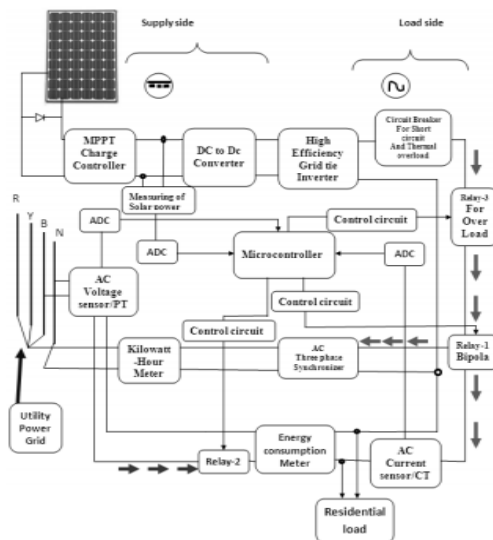 Supply side
Load side
MPPT
Charge
Controller
DC to Dc
Converter
High
Efficiency
Grid tie
Inverter
Circuit Breaker
For Short
circuit
And Thermal
overload
Measuring of
Solar power
R
Y
B
N
ADC
ADC
Microcontroller
Control circuit
ADC
Relay-3
For
Over
Load
AC
Voltage
sensor/PT
Control circuit
Control circuit
Kilowatt
-Hour
Meter
AC
Three phase
Synchronizer
Relay-1
Bipola
Utility
Power
Grid
Relay-2
Energy
consumption
Meter
AC
Current
sensor/CT
Residential
load